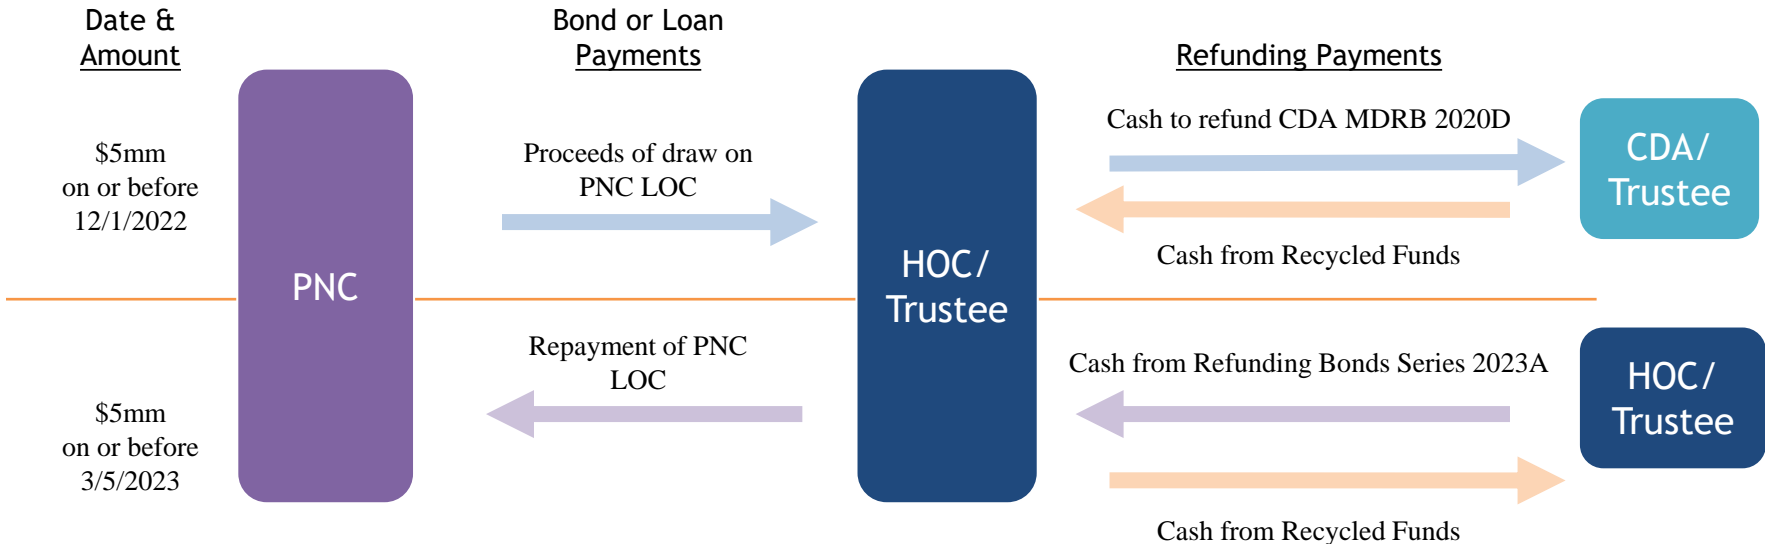 Date &
Amount
Bond or Loan
Payments
Refunding Payments
$5mm
on or before
12/1/2022
PNC
Proceeds of draw on
PNC LOC
HOC/
Trustee
Cash to refund CDA MDRB 2020D
Cash from Recycled Funds
CDA/
Trustee
$5mm
on or before
3/5/2023
Repayment of PNC
LOC
Cash from Refunding Bonds Series 2023A
Cash from Recycled Funds
HOC/
Trustee